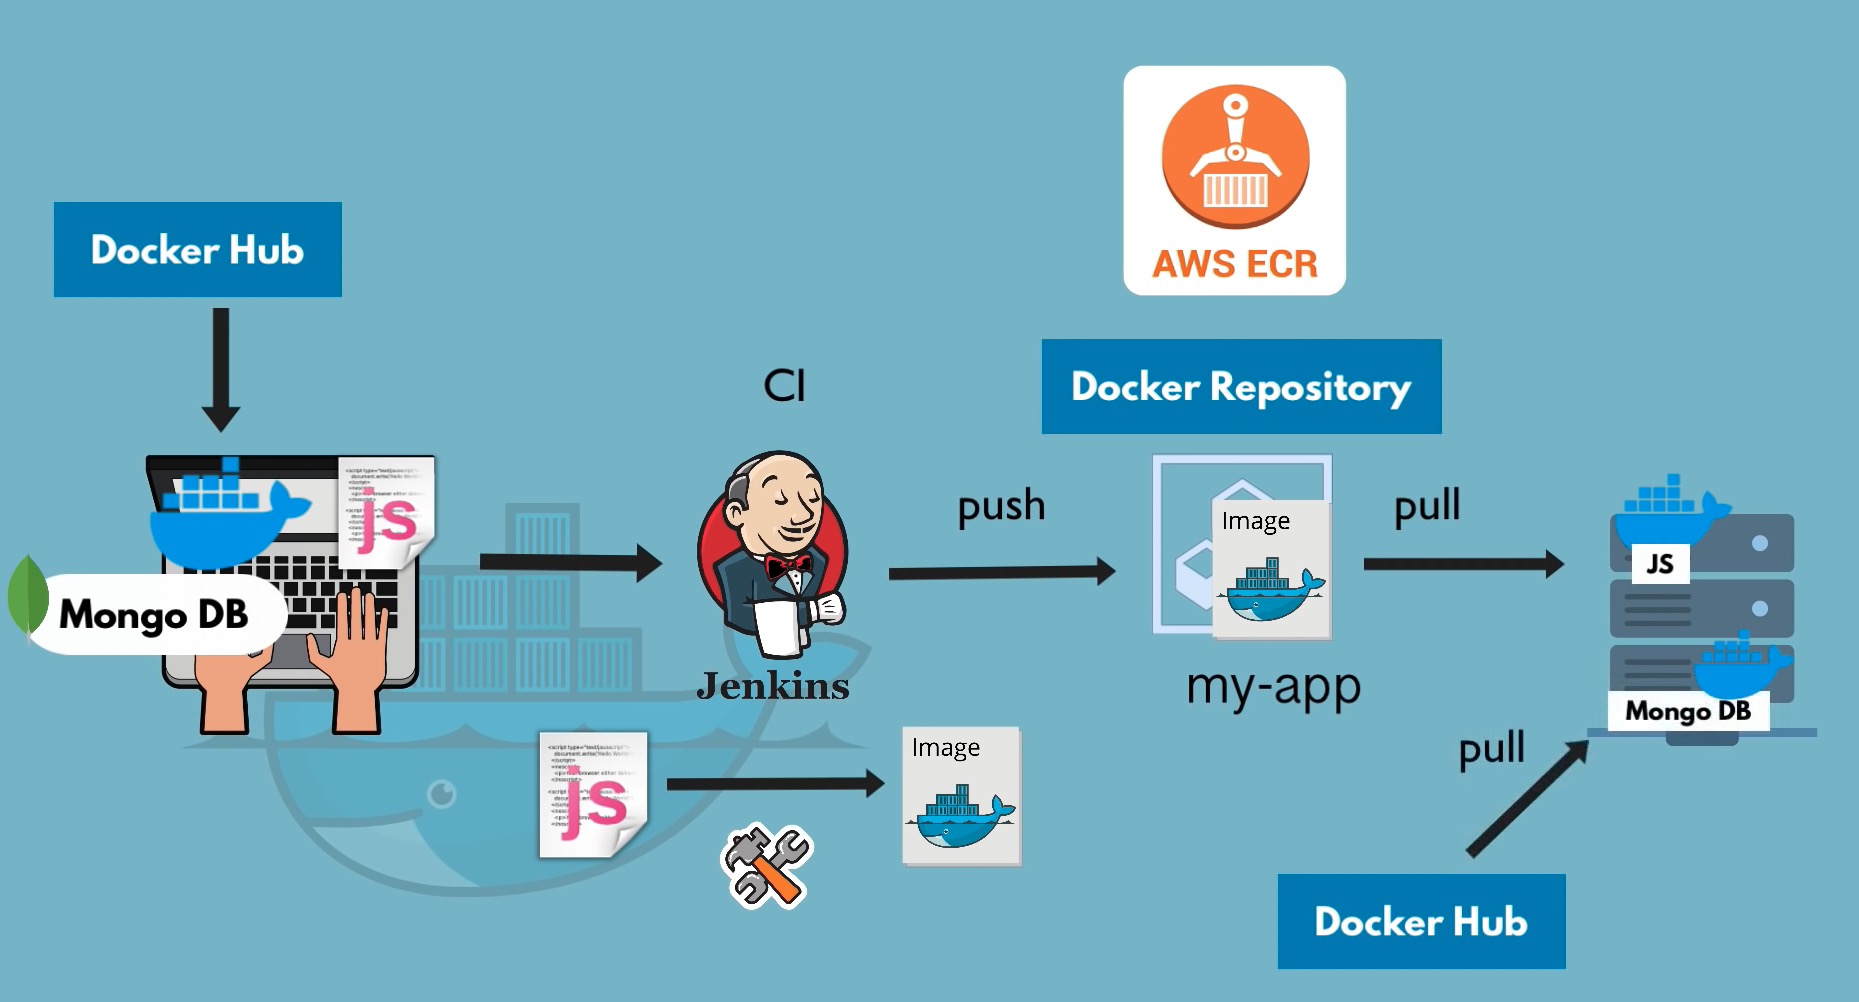 AWS ECR
Docker Hub
Docker Repository
CI
push
pull
js
Image
JS
Mongo DB
my-app
Jenkins
Mongo DB
pull
js
Image
Docker Hub